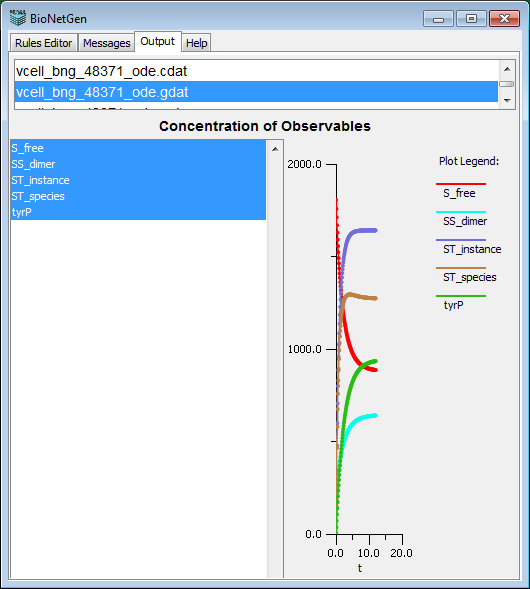 BioNetGen
Rules Editor Messages Output Help
vcell_bng_48371_ode.cdat
vcell_bng_48371_ode.gdat
Concentration of Observables
S_free
SS_dimer
ST_instance
ST_species
tyrP
2000.0
1000.0
0.0
0.0 10.0 20.0
t
Plot Legend:
S_free
SS_dimer
ST_instance
ST_species
tyrP